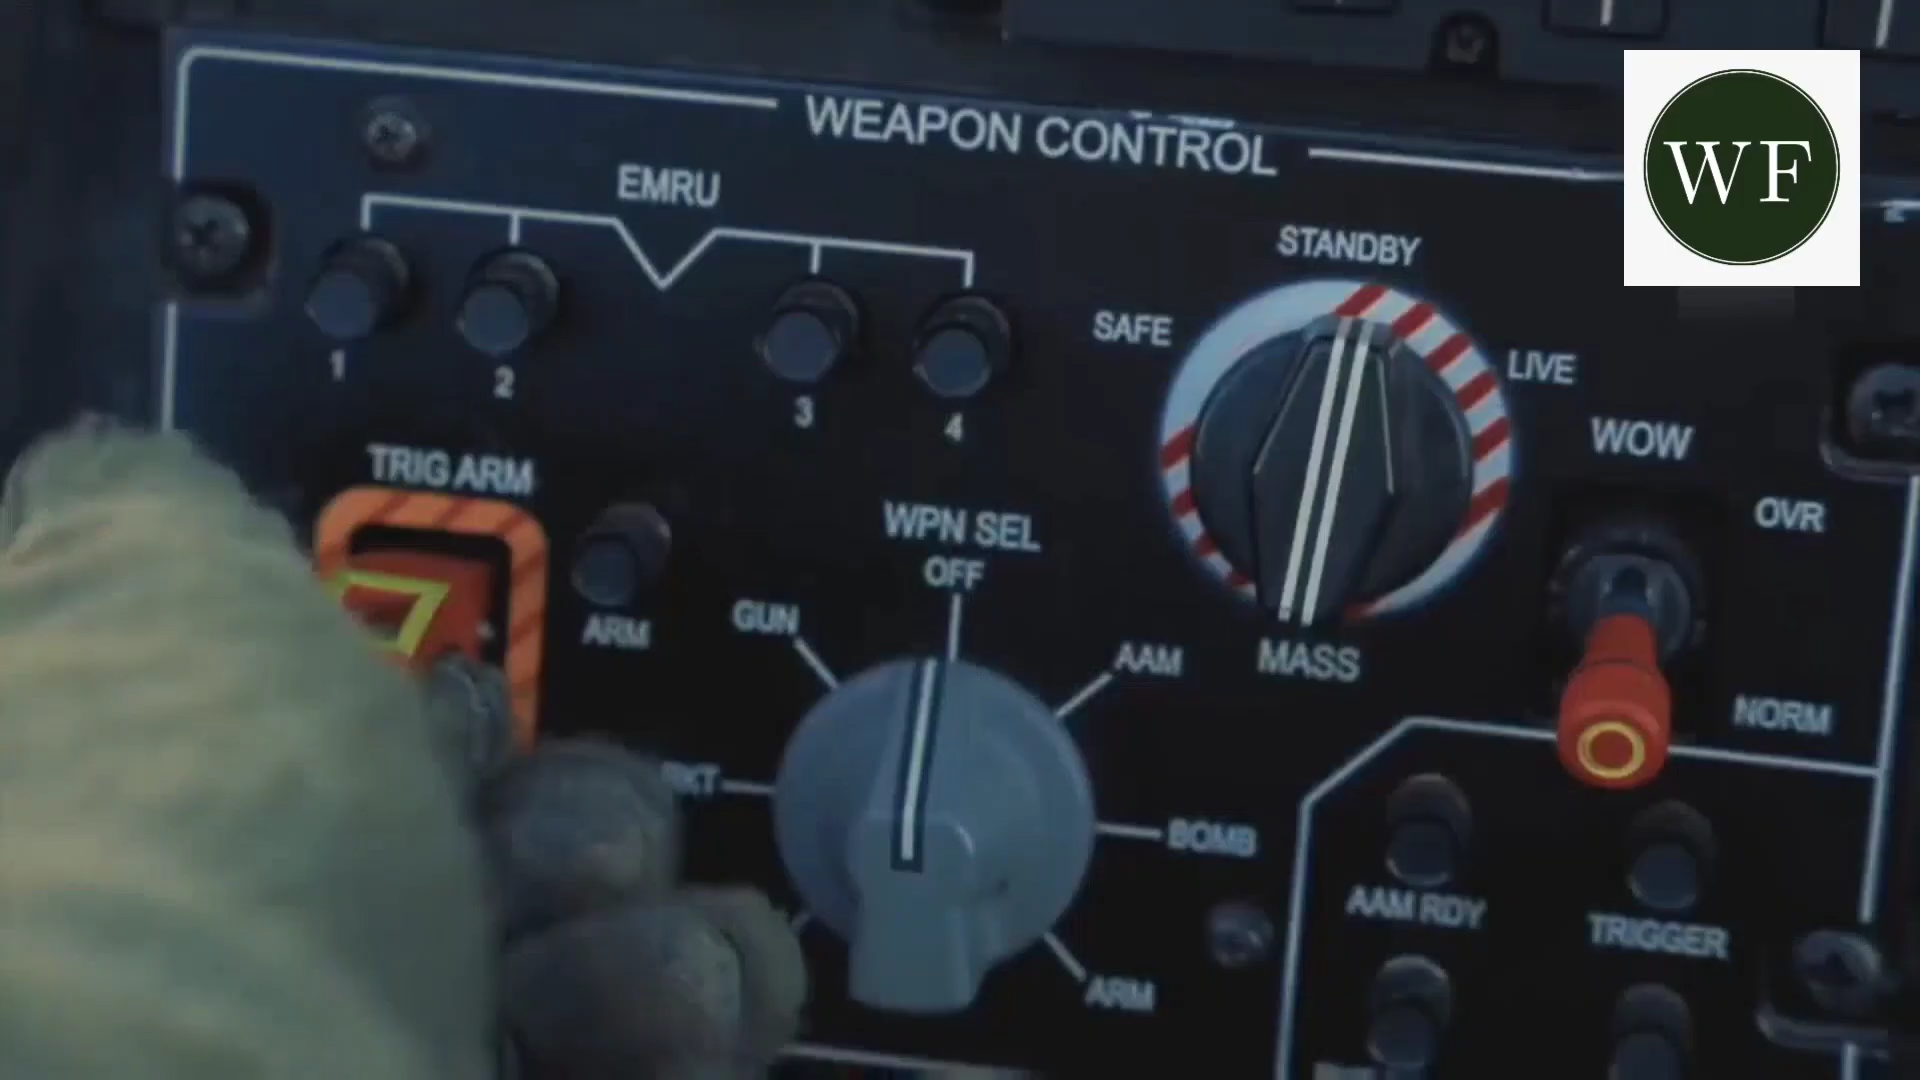 WEAPON CONTROL
WF
EMRU
STANDBY
SAFE
LIVE
1
2
3
4
WOW
TRIG ARM
OVR
WPN SEL
OFF
ARM
GUN
AAM
MASS
NORM
BOMB
AAM RDY
TRIGGER
ARM